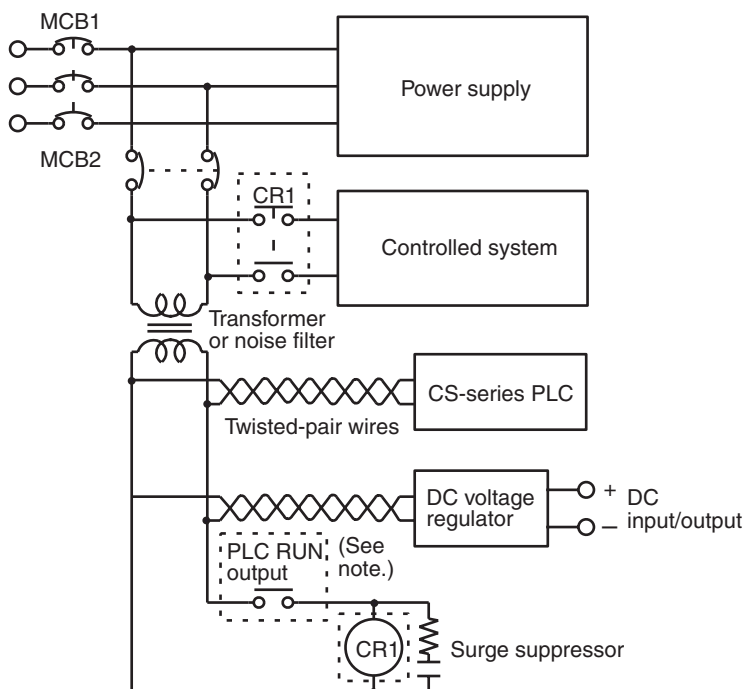 MCB1
Power supply
MCB2
CR1
Controlled system
Transformer
or noise filter
CS-series PLC
Twisted-pair wires
DC voltage
regulator
+
–
DC
input/output
PLC RUN
output
(See
note.)
CR1
Surge suppressor